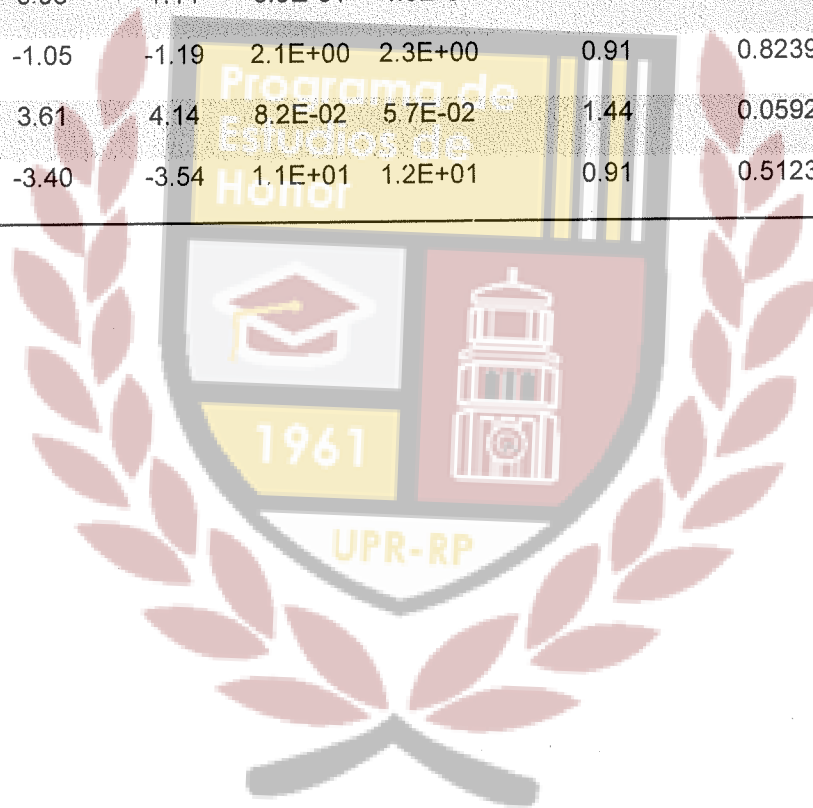 -1.05 -1.19 2.1E+00 2.3E+00 0.91 0.8239
3.61 4.14 8.2E-02 5.7E-02 1.44 0.0592
-3.40 -3.54 1.1E+01 1.2E+01 0.91 0.5123
Programa de
Estudios de
Honor
1961
UPR-RP